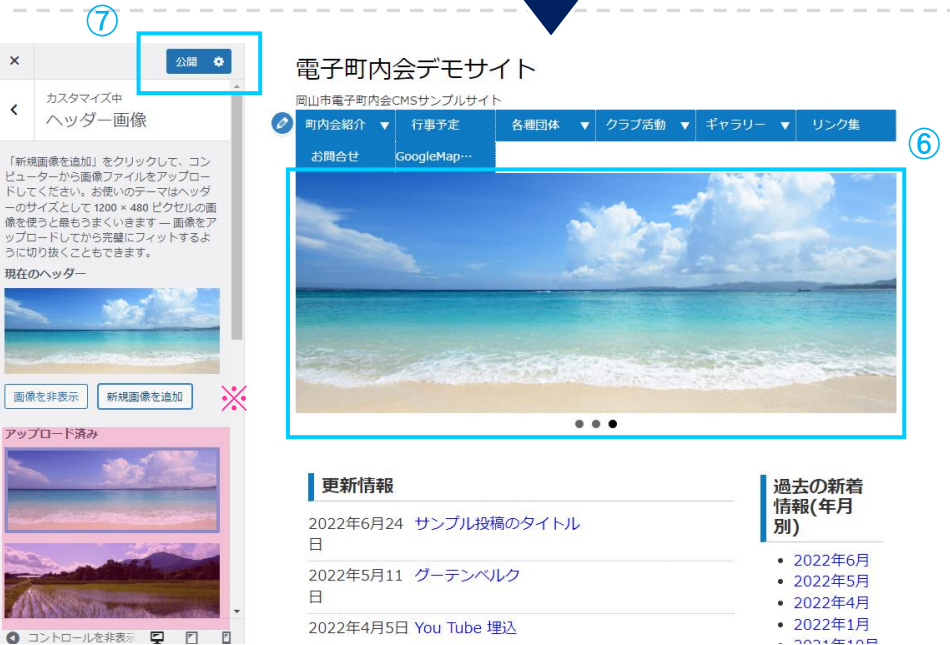 ⑦
×
公開
カスタマイズ中
ヘッダー画像
「新規画像を追加」をクリックして、コン
ピューターから画像ファイルをアップロー
ドしてください。お使いのテーマはヘッダ
ーのサイズとして 1200 × 480 ピクセルの画
像を使うと最もうまくいきます — 画像をア
ップロードしてから完璧にフィットするよ
うに切り抜くこともできます。
現在のヘッダー
画像を非表示 新規画像を追加 ※
アップロード済み
コントロールを非表示
電子町内会デモサイト
岡山市電子町内会CMSサンプルサイト
町内会紹介 ▼ 行事予定 各種団体 ▼ クラブ活動 ▼ ギャラリー ▼ リンク集
お問合せ GoogleMap…
⑥
更新情報
2022年6月24日 サンプル投稿のタイトル
2022年5月11日 グーテンベルク
2022年4月5日 You Tube 埋込
過去の新着
情報(年月
別)
• 2022年6月
• 2022年5月
• 2022年4月
• 2022年1月
• 2021年10月